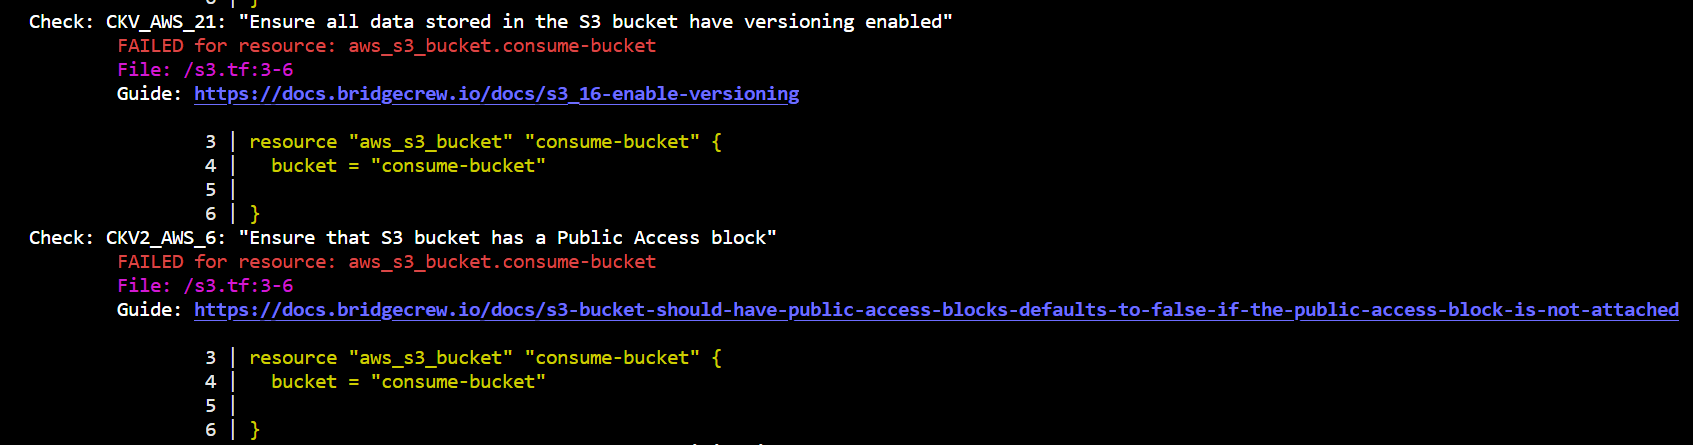 6 | }
Check: CKV_AWS_21: "Ensure all data stored in the S3 bucket have versioning enabled"
FAILED for resource: aws_s3_bucket.consume-bucket
File: /s3.tf:3-6
Guide: https://docs.bridgecrew.io/docs/s3_16-enable-versioning
3 | resource "aws_s3_bucket" "consume-bucket" {
4 | bucket = "consume-bucket"
5 |
6 | }
Check: CKV2_AWS_6: "Ensure that S3 bucket has a Public Access block"
FAILED for resource: aws_s3_bucket.consume-bucket
File: /s3.tf:3-6
Guide: https://docs.bridgecrew.io/docs/s3-bucket-should-have-public-access-blocks-defaults-to-false-if-the-public-access-block-is-not-attached
3 | resource "aws_s3_bucket" "consume-bucket" {
4 | bucket = "consume-bucket"
5 |
6 | }